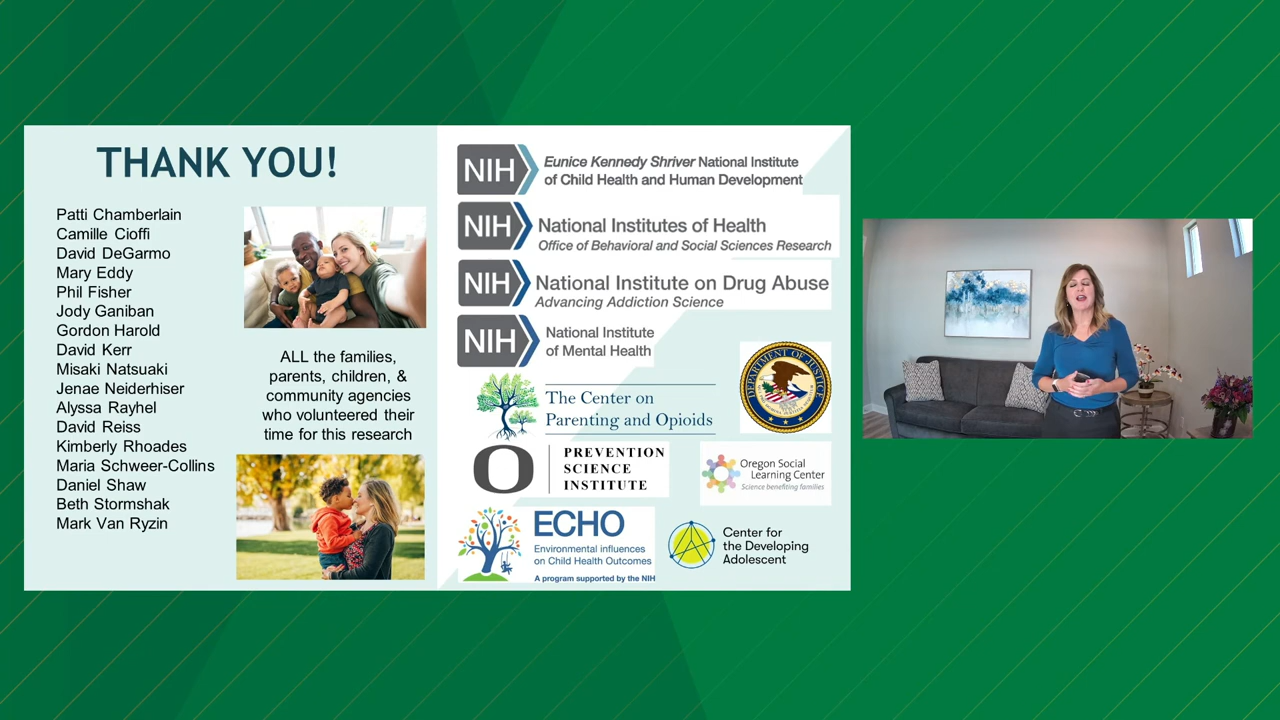 THANK YOU!
Patti Chamberlain
Camille Cioffi
David DeGarmo
Mary Eddy
Phil Fisher
Jody Ganiban
Gordon Harold
David Kerr
Misaki Natsuaki
Jenae Neiderhiser
Alyssa Rayhel
David Reiss
Kimberly Rhoades
Maria Schweer-Collins
Daniel Shaw
Beth Stormshak
Mark Van Ryzin
ALL the families,
parents, children, &
community agencies
who volunteered their
time for this research
NIH
Eunice Kennedy Shriver National Institute
of Child Health and Human Development
NIH
National Institutes of Health
Office of Behavioral and Social Sciences Research
NIH
National Institute on Drug Abuse
Advancing Addiction Science
NIH
National Institute
of Mental Health
The Center on
Parenting and Opioids
DEPARTMENT OF JUSTICE
O
PREVENTION
SCIENCE
INSTITUTE
Oregon Social
Learning Center
Science benefiting families
ECHO
Environmental influences
on Child Health Outcomes
A program supported by the NIH
Center for
the Developing
Adolescent